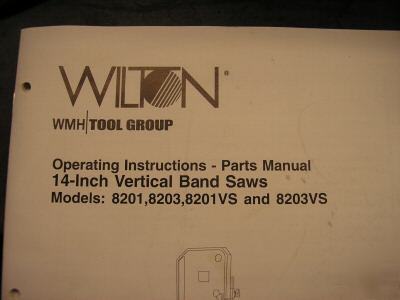 WILTON®
WMH|TOOL GROUP
Operating Instructions - Parts Manual
14-Inch Vertical Band Saws
Models: 8201,8203,8201VS and 8203VS